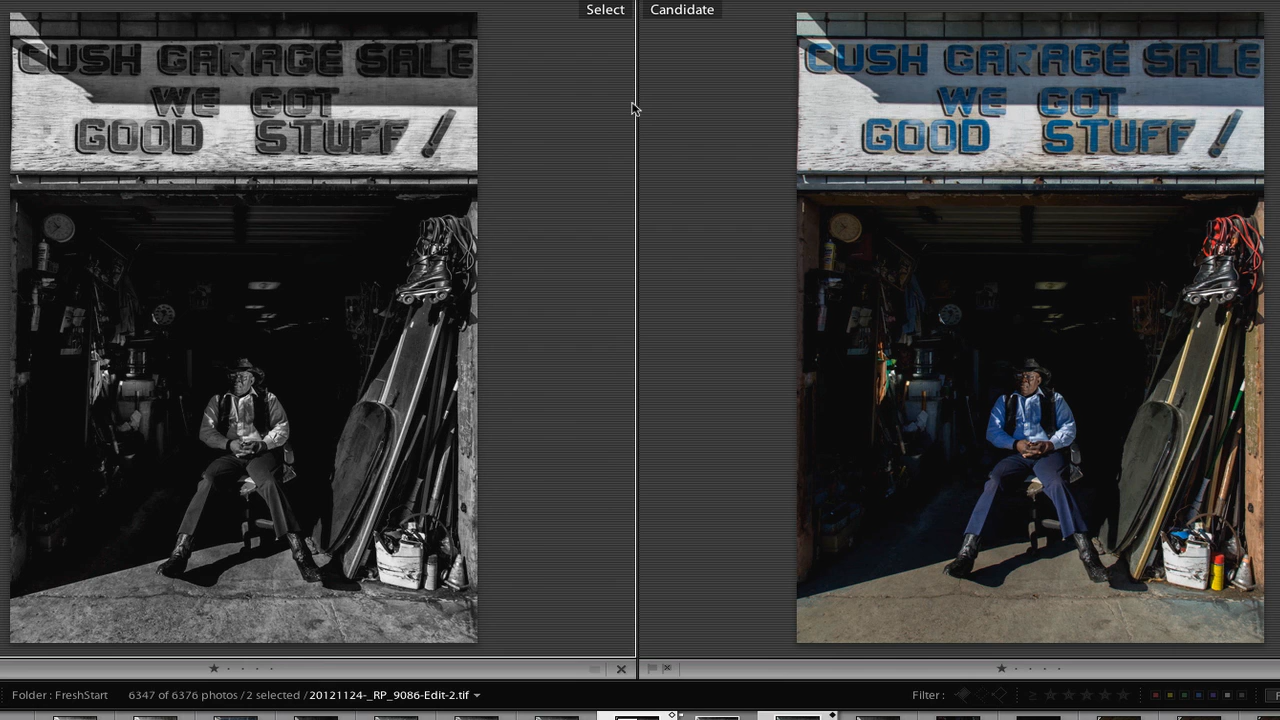 Select
Candidate
CUSH GARAGE SALE
WE GOT
GOOD STUFF!
CUSH GARAGE SALE
WE GOT
GOOD STUFF!
Folder : FreshStart 6347 of 6376 photos / 2 selected / 20121124-_RP_9086-Edit-2.tif
Filter :